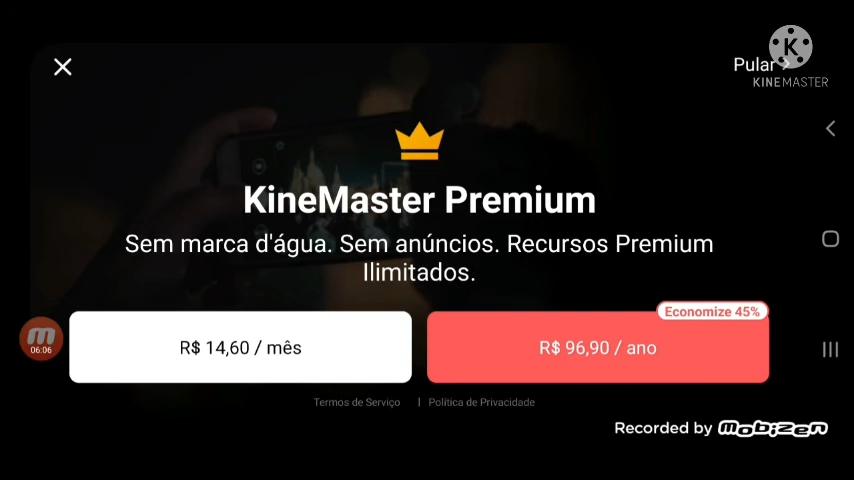 Pular
K
KINEMASTER
KineMaster Premium
Sem marca d'água. Sem anúncios. Recursos Premium
Ilimitados.
Economize 45%
R$ 14,60 / mês
R$ 96,90 / ano
06:06
Termos de Serviço | Política de Privacidade
Recorded by mobizen